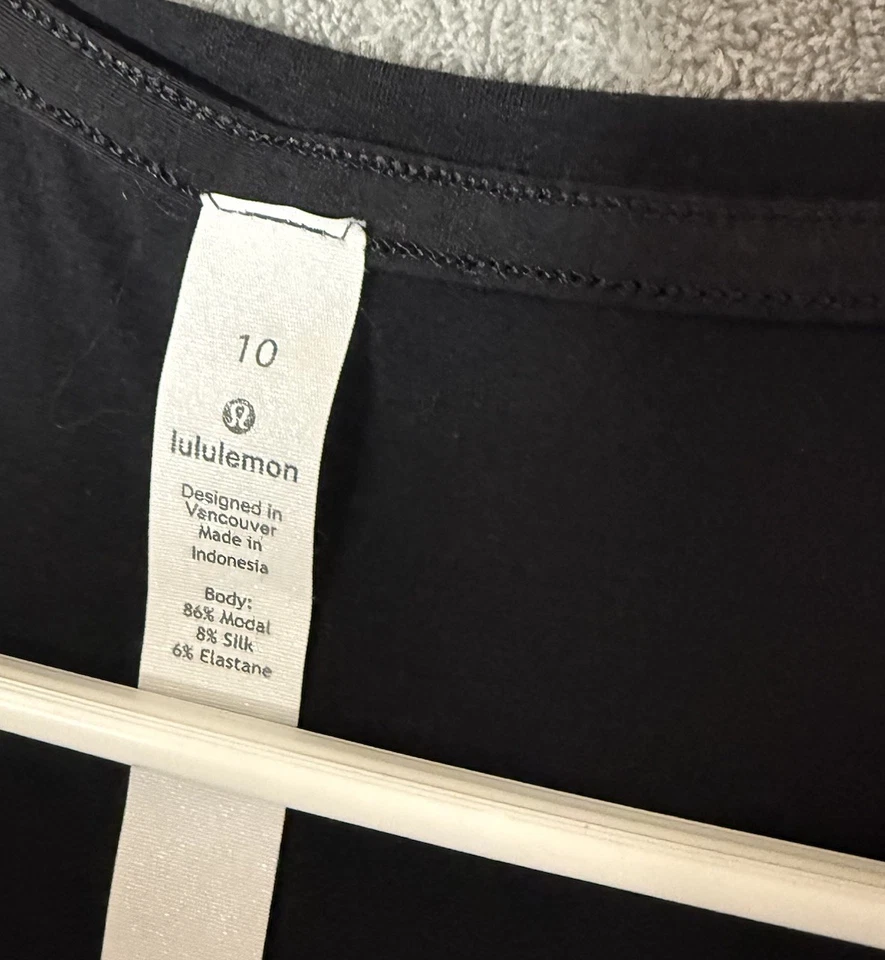 10
lululemon
Designed in
Vancouver
Made in
Indonesia
Body:
86% Modal
8% Silk
6% Elastane